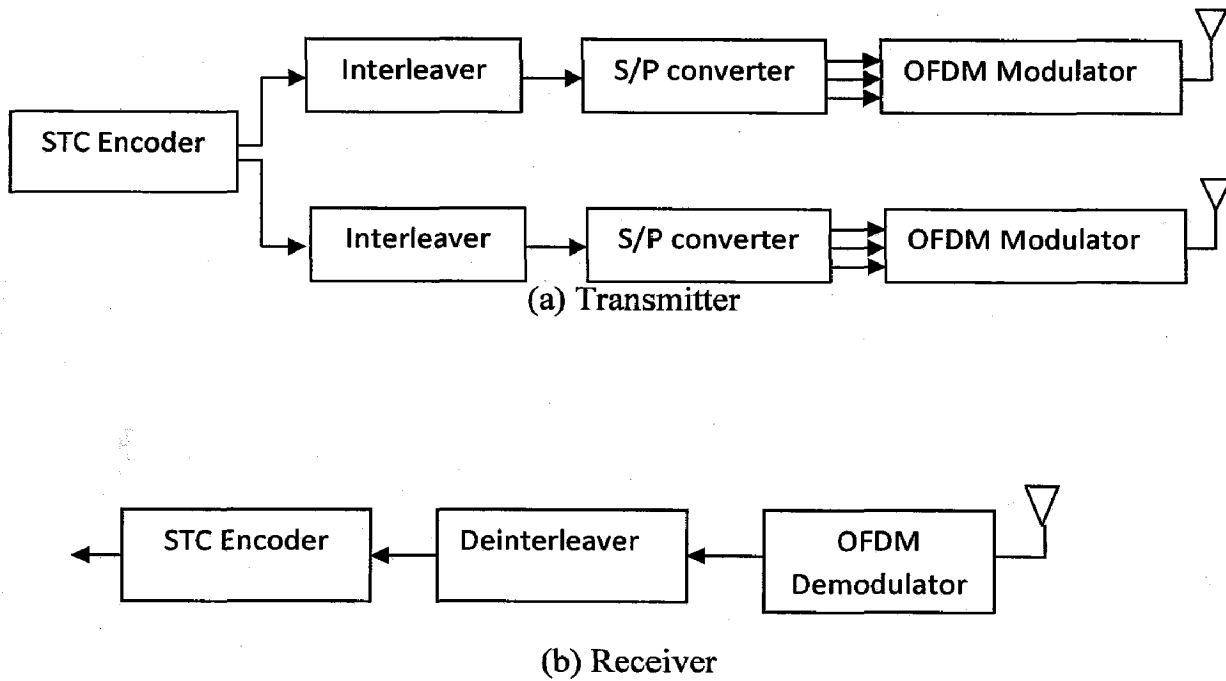 Interleaver
S/P converter
OFDM Modulator
STC Encoder
Interleaver
S/P converter
OFDM Modulator
(a) Transmitter
STC Encoder
Deinterleaver
OFDM
Demodulator
(b) Receiver